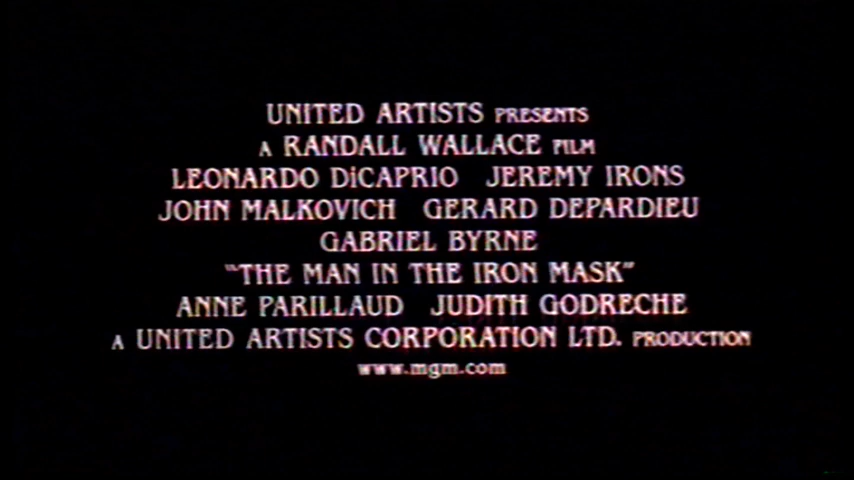 UNITED ARTISTS PRESENTS
A RANDALL WALLACE FILM
LEONARDO DiCAPRIO JEREMY IRONS
JOHN MALKOVICH GERARD DEPARDIEU
GABRIEL BYRNE
"THE MAN IN THE IRON MASK"
ANNE PARILLAUD JUDITH GODRECHE
A UNITED ARTISTS CORPORATION LTD. PRODUCTION
www.mgm.com